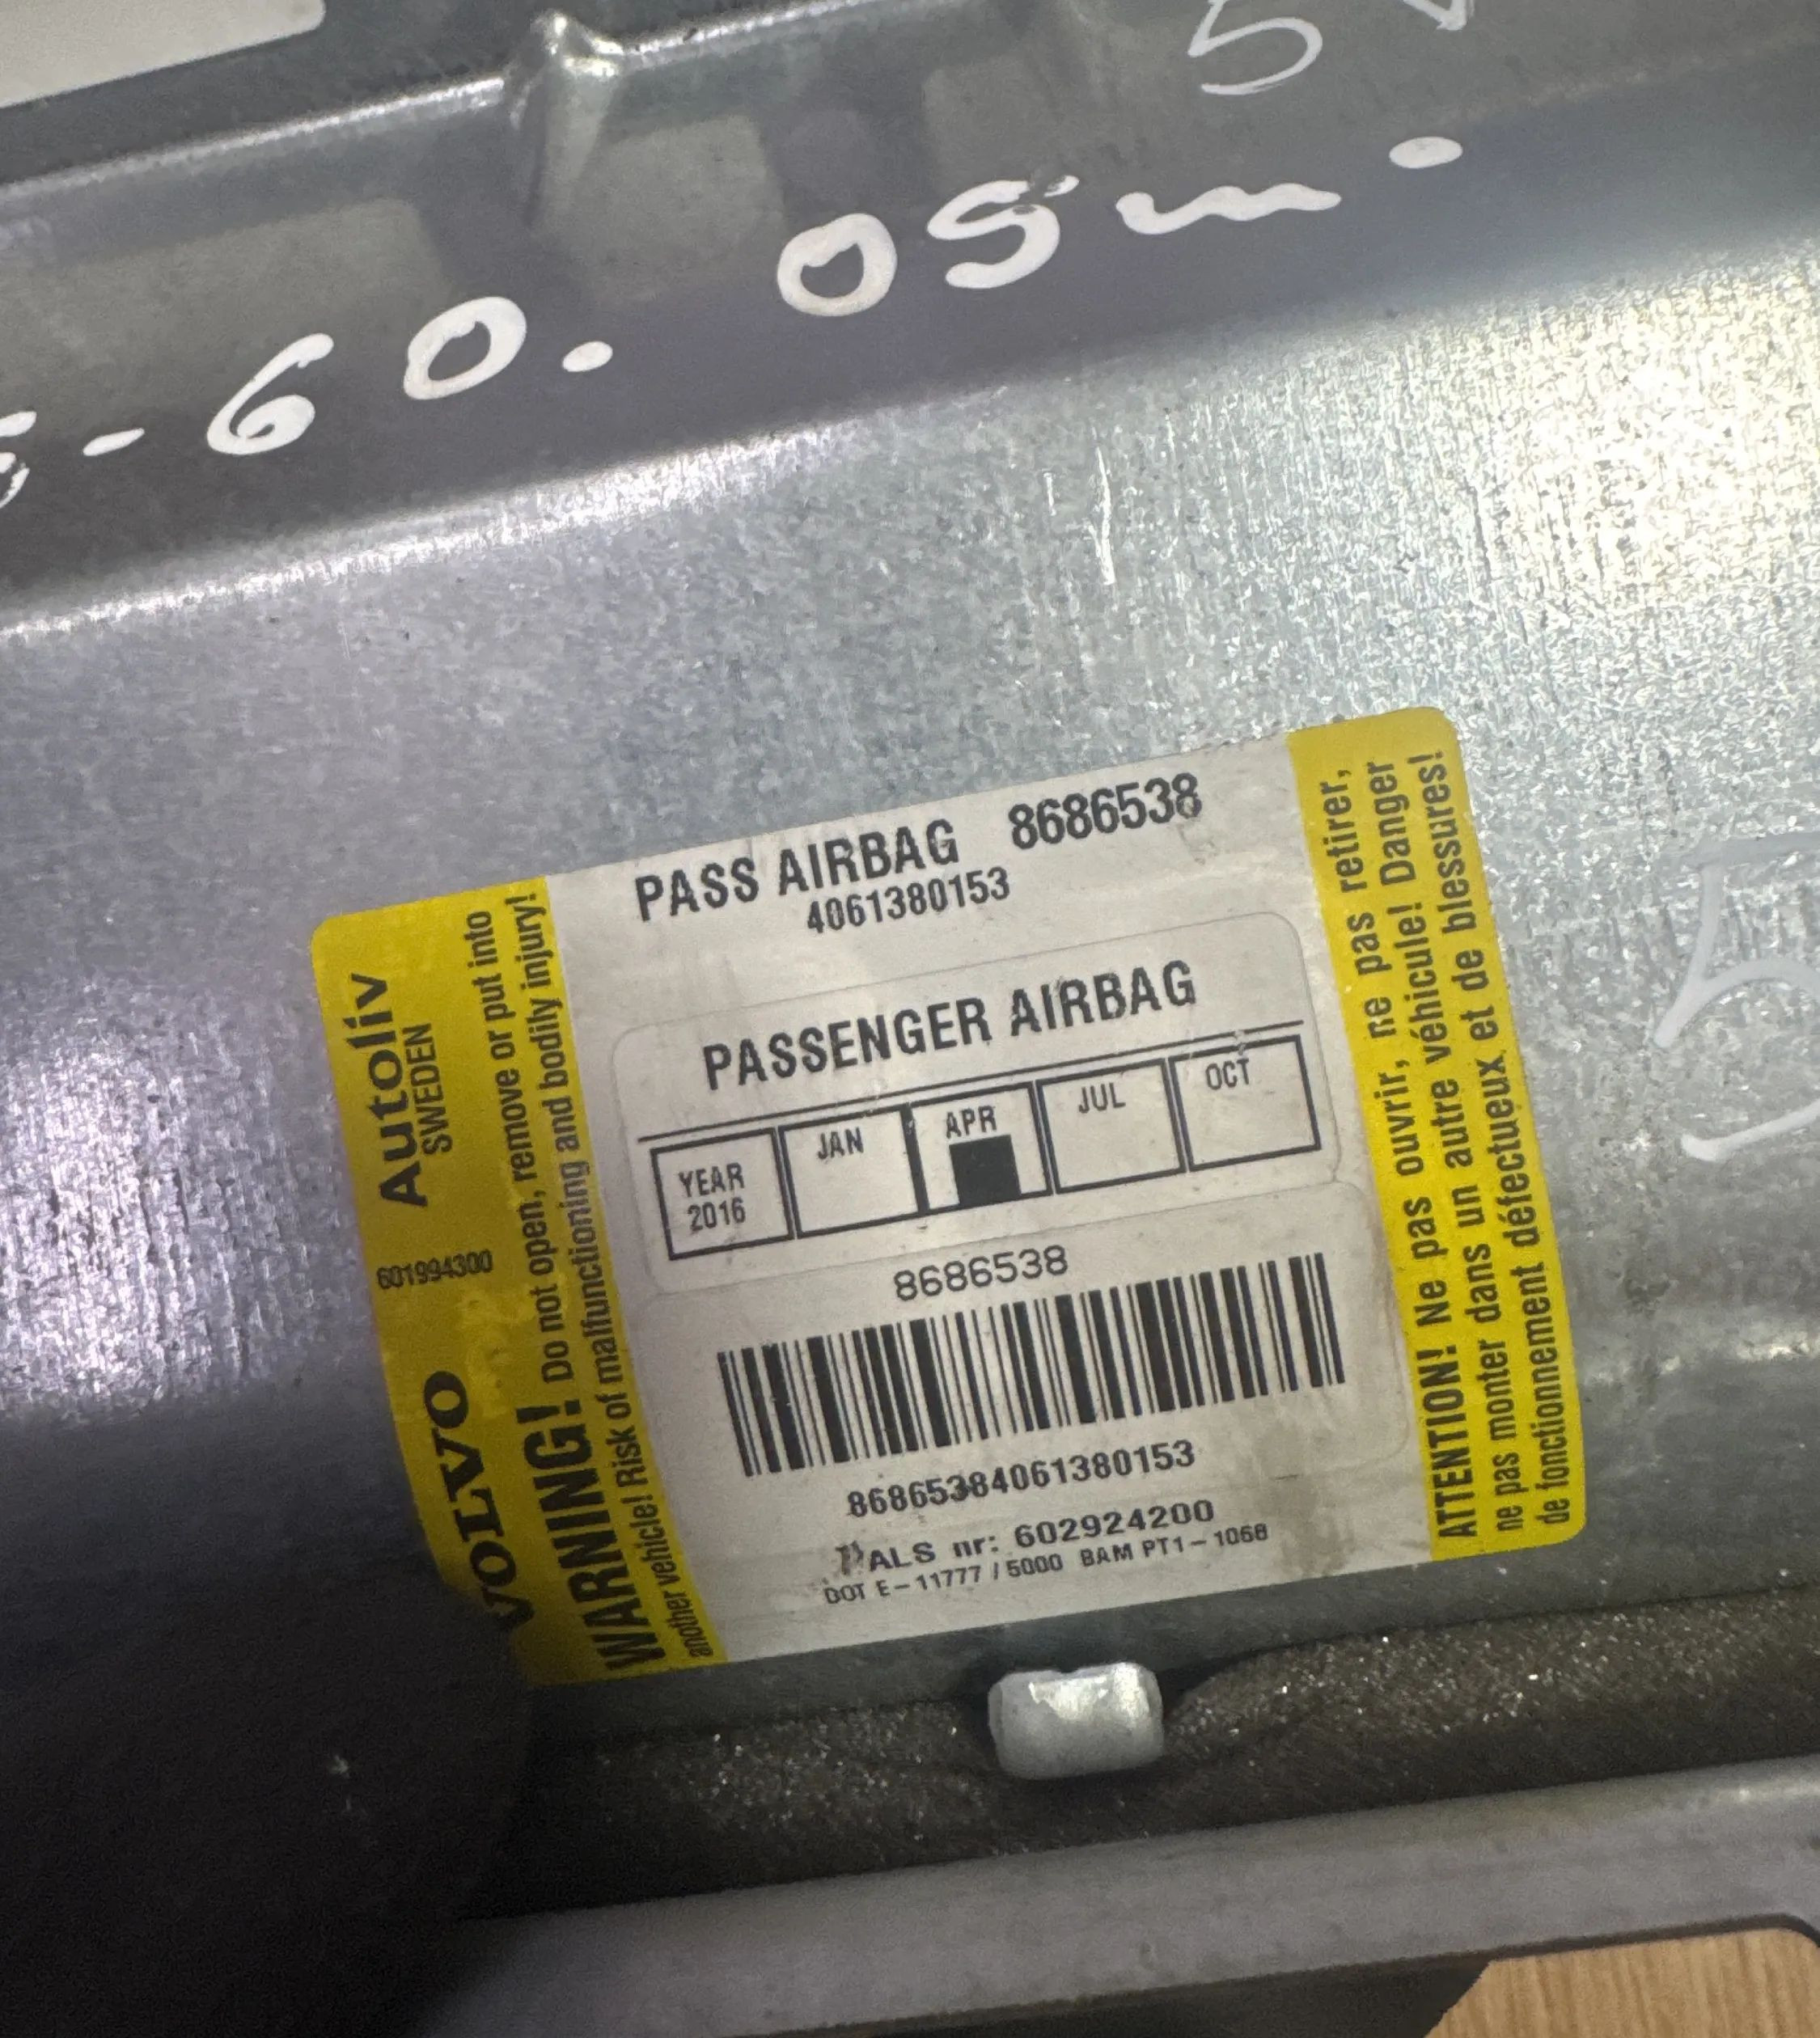 5
-60. 05m.
PASS AIRBAG 8686538
4061380153
PASSENGER AIRBAG
YEAR 2016
JAN
APR
JUL
OCT
8686538
86865384061380153
ALS nr: 602924200
DOT E-11777 / 5000 BAM PT1-1068
VOLVO 601994300 Autoliv
SWEDEN
WARNING! Do not open, remove or put into
another vehicle! Risk of malfunctioning and bodily injury!
ATTENTION! Ne pas ouvrir, ne pas retirer,
ne pas monter dans un autre véhicule! Danger
de fonctionnement défectueux et de blessures!
5